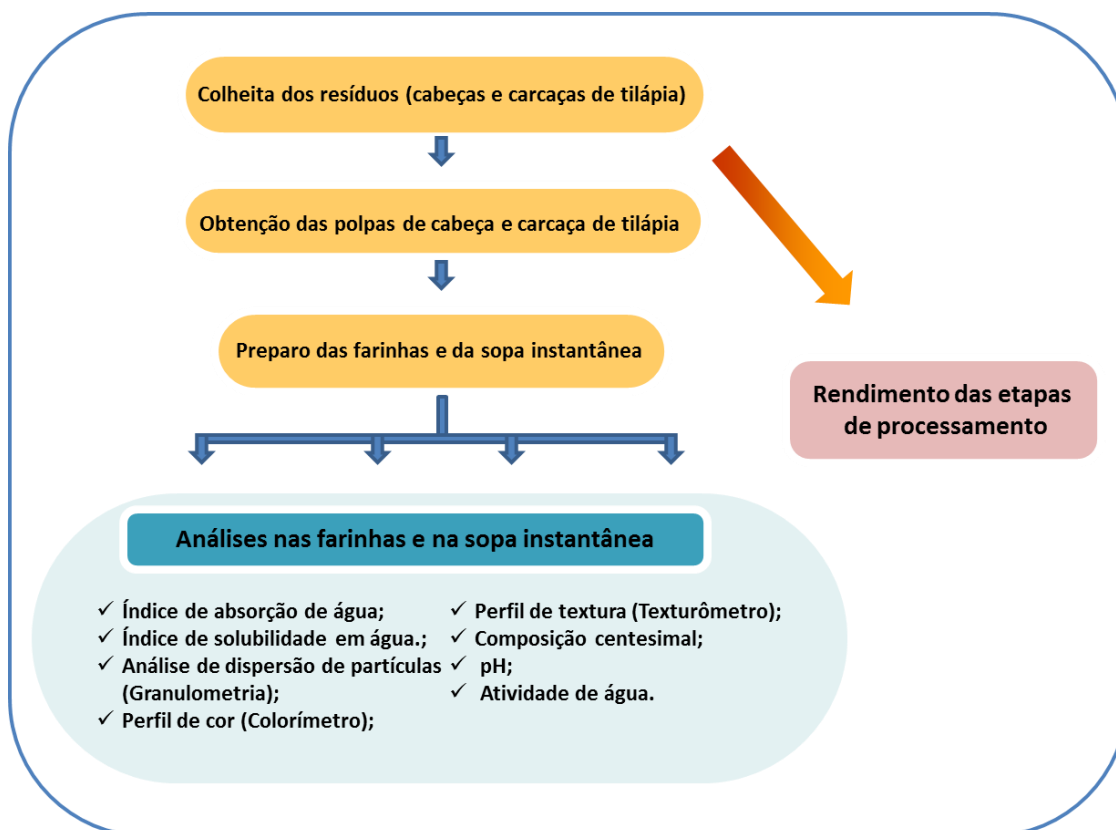 Colheita dos resíduos (cabeças e carcaças de tilápia)
Obtenção das polpas de cabeça e carcaça de tilápia
Preparo das farinhas e da sopa instantânea
Rendimento das etapas
de processamento
Análises nas farinhas e na sopa instantânea
✓ Índice de absorção de água;
✓ Índice de solubilidade em água.;
✓ Análise de dispersão de partículas
(Granulometria);
✓ Perfil de cor (Colorímetro);
✓ Perfil de textura (Texturômetro);
✓ Composição centesimal;
✓ pH;
✓ Atividade de água.